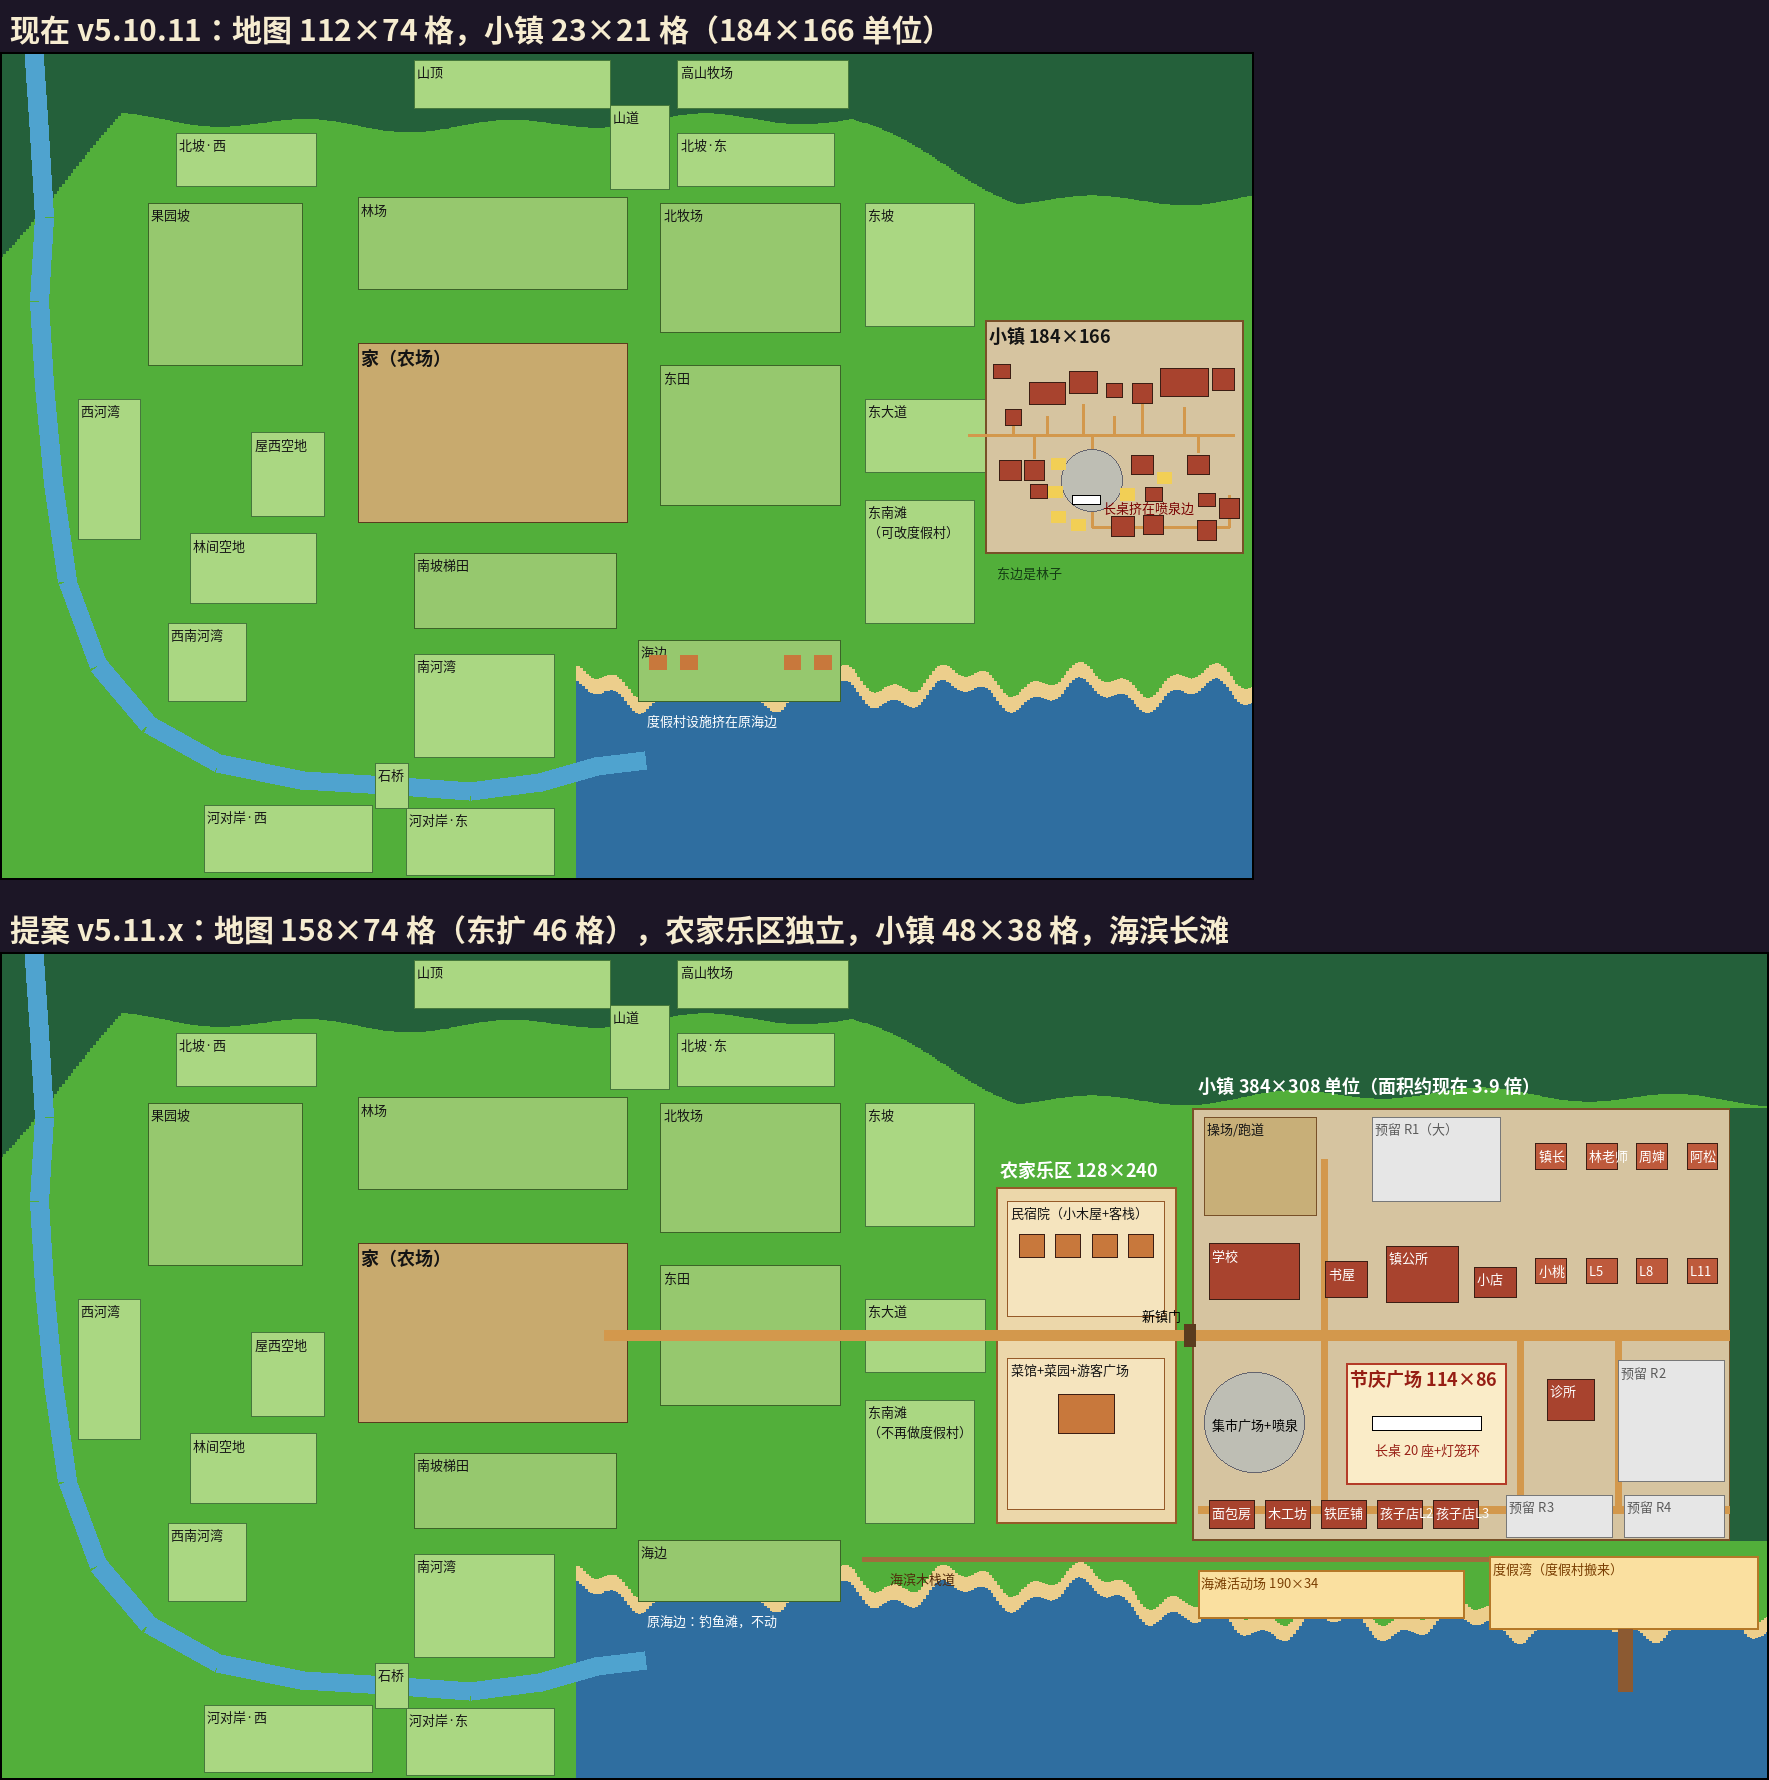 现在 v5.10.11：地图 112×74 格，小镇 23×21 格（184×166 单位）
山顶
高山牧场
山道
北坡·西
北坡·东
果园坡
林场
北牧场
东坡
小镇 184×166
家（农场）
东田
西河湾
东大道
屋西空地
长桌挤在喷泉边
东南滩
（可改度假村）
林间空地
南坡梯田
东边是林子
西南河湾
海边
南河湾
度假村设施挤在原海边
石桥
河对岸·西
河对岸·东
提案 v5.11.x：地图 158×74 格（东扩 46 格），农家乐区独立，小镇 48×38 格，海滨长滩
山顶
高山牧场
山道
北坡·西
北坡·东
小镇 384×308 单位（面积约现在 3.9 倍）
果园坡
林场
北牧场
东坡
操场/跑道
预留 R1（大）
镇长
林老师
周婶
阿松
农家乐区 128×240
民宿院（小木屋+客栈）
家（农场）
学校
书屋
镇公所
小店
小桃
L5
L8
L11
东田
西河湾
东大道
新镇门
屋西空地
菜馆+菜园+游客广场
节庆广场 114×86
诊所
预留 R2
东南滩
（不再做度假村）
集市广场+喷泉
长桌 20 座+灯笼环
林间空地
南坡梯田
面包房
木工坊
铁匠铺
孩子店L2
孩子店L3
预留 R3
预留 R4
西南河湾
海边
南河湾
海滨木栈道
海滩活动场 190×34
度假湾（度假村搬来）
原海边：钓鱼滩，不动
石桥
河对岸·西
河对岸·东